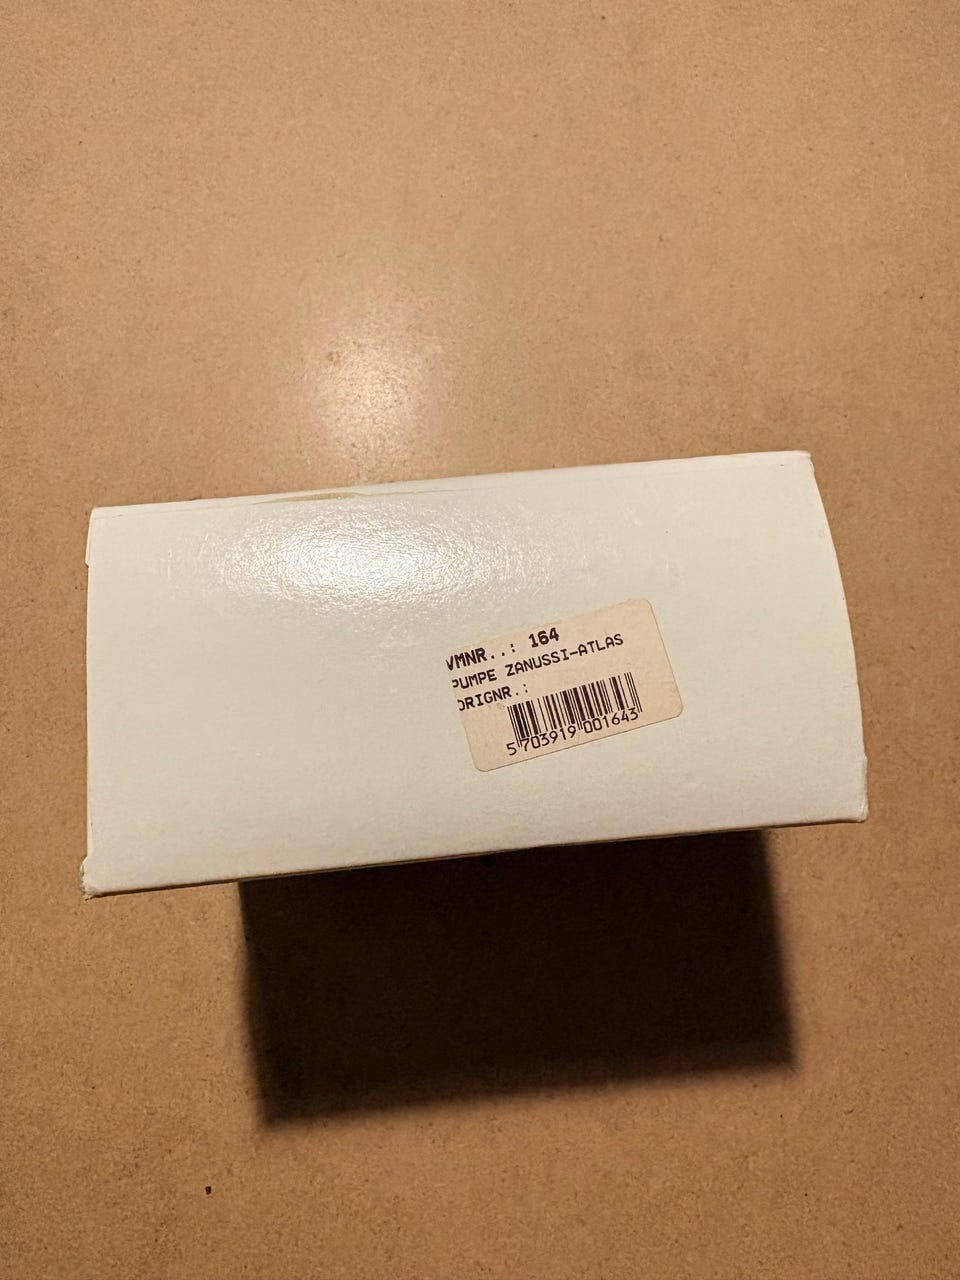 VMNR..: 164
PUMPE ZANUSSI-ATLAS
ORIGNR.:
5 703919 001643